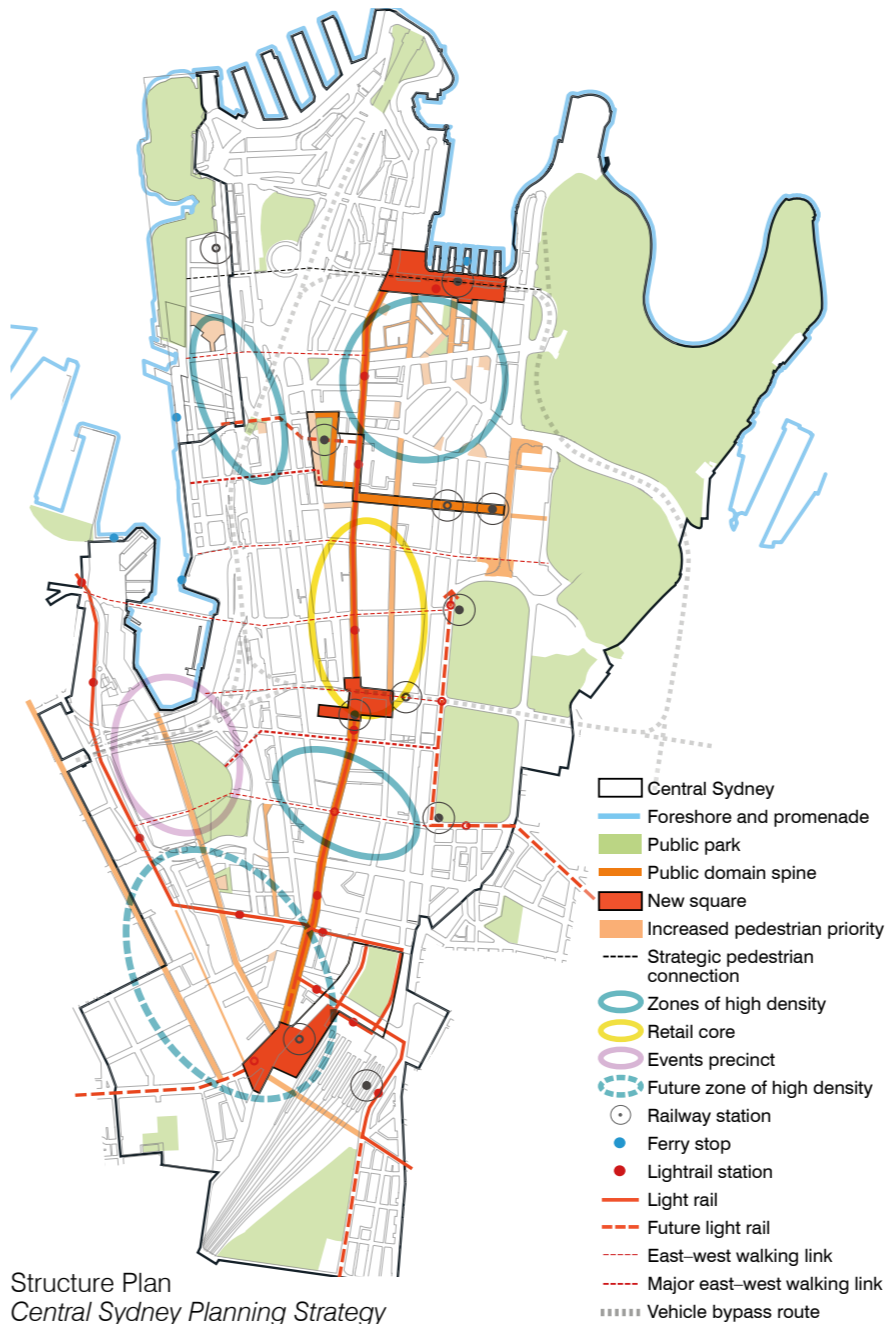 Central Sydney
Foreshore and promenade
Public park
Public domain spine
New square
Increased pedestrian priority
Strategic pedestrian
connection
Zones of high density
Retail core
Events precinct
Future zone of high density
Railway station
Ferry stop
Lightrail station
Light rail
Future light rail
East–west walking link
Major east–west walking link
Vehicle bypass route
Structure Plan
Central Sydney Planning Strategy